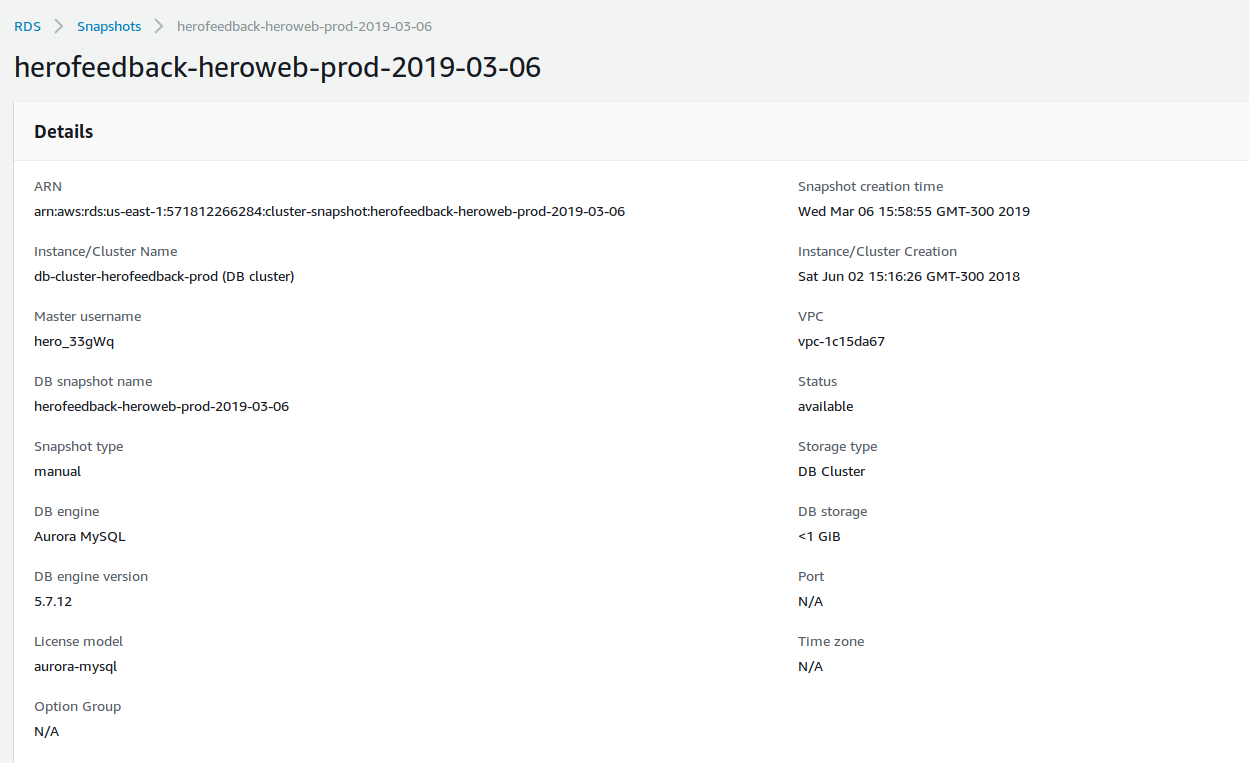 RDS > Snapshots > herofeedback-heroweb-prod-2019-03-06
herofeedback-heroweb-prod-2019-03-06
Details
ARN
arn:aws:rds:us-east-1:571812266284:cluster-snapshot:herofeedback-heroweb-prod-2019-03-06
Instance/Cluster Name
db-cluster-herofeedback-prod (DB cluster)
Master username
hero_33gWq
DB snapshot name
herofeedback-heroweb-prod-2019-03-06
Snapshot type
manual
DB engine
Aurora MySQL
DB engine version
5.7.12
License model
aurora-mysql
Option Group
N/A
Snapshot creation time
Wed Mar 06 15:58:55 GMT-300 2019
Instance/Cluster Creation
Sat Jun 02 15:16:26 GMT-300 2018
VPC
vpc-1c15da67
Status
available
Storage type
DB Cluster
DB storage
<1 GiB
Port
N/A
Time zone
N/A